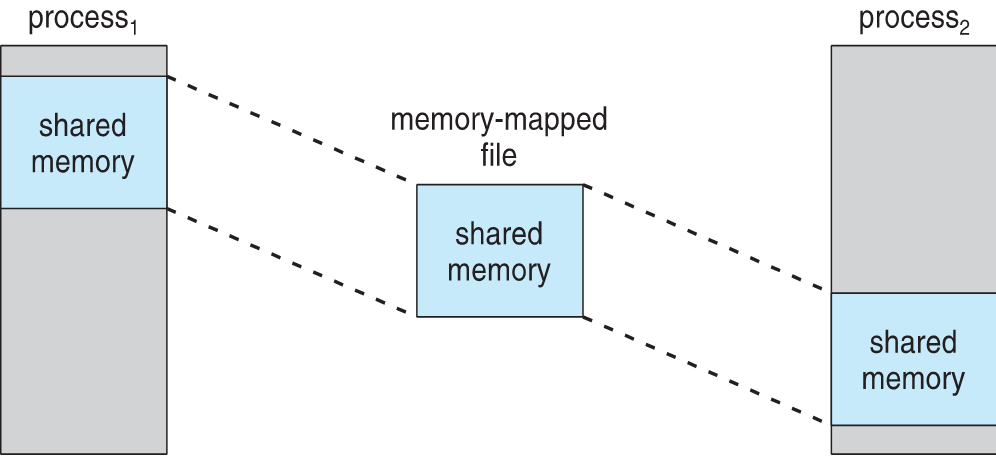 process₁
shared
memory
memory-mapped
file
shared
memory
process₂
shared
memory